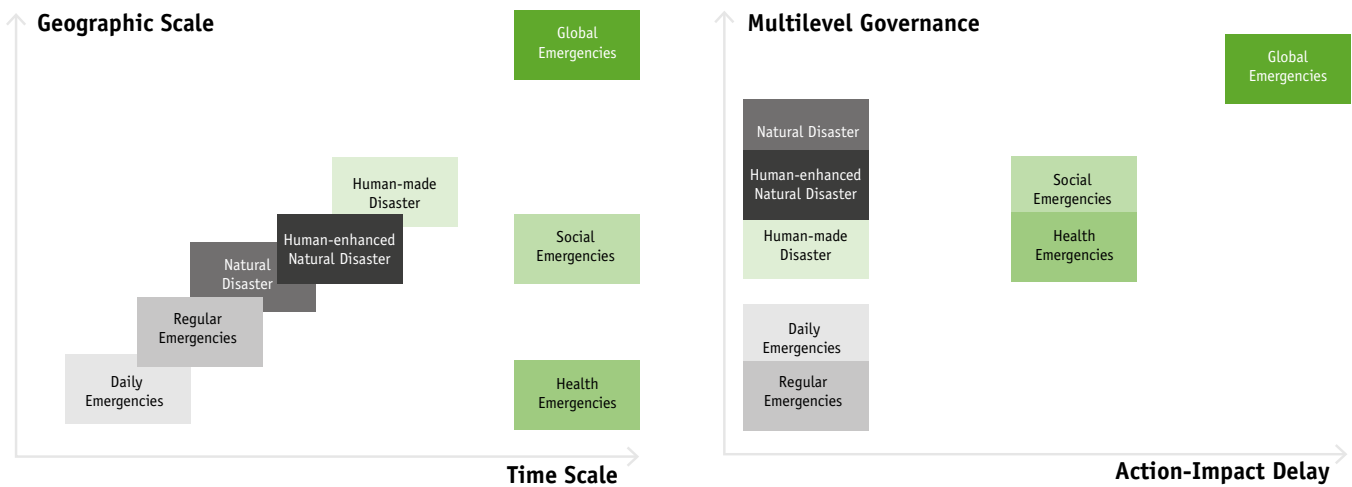 Geographic Scale
Global
Emergencies
Human-made
Disaster
Human-enhanced
Natural Disaster
Social
Emergencies
Natural
Disaster
Regular
Emergencies
Daily
Emergencies
Health
Emergencies
Time Scale
Multilevel Governance
Global
Emergencies
Natural Disaster
Human-enhanced
Natural Disaster
Social
Emergencies
Human-made
Disaster
Health
Emergencies
Daily
Emergencies
Regular
Emergencies
Action-Impact Delay